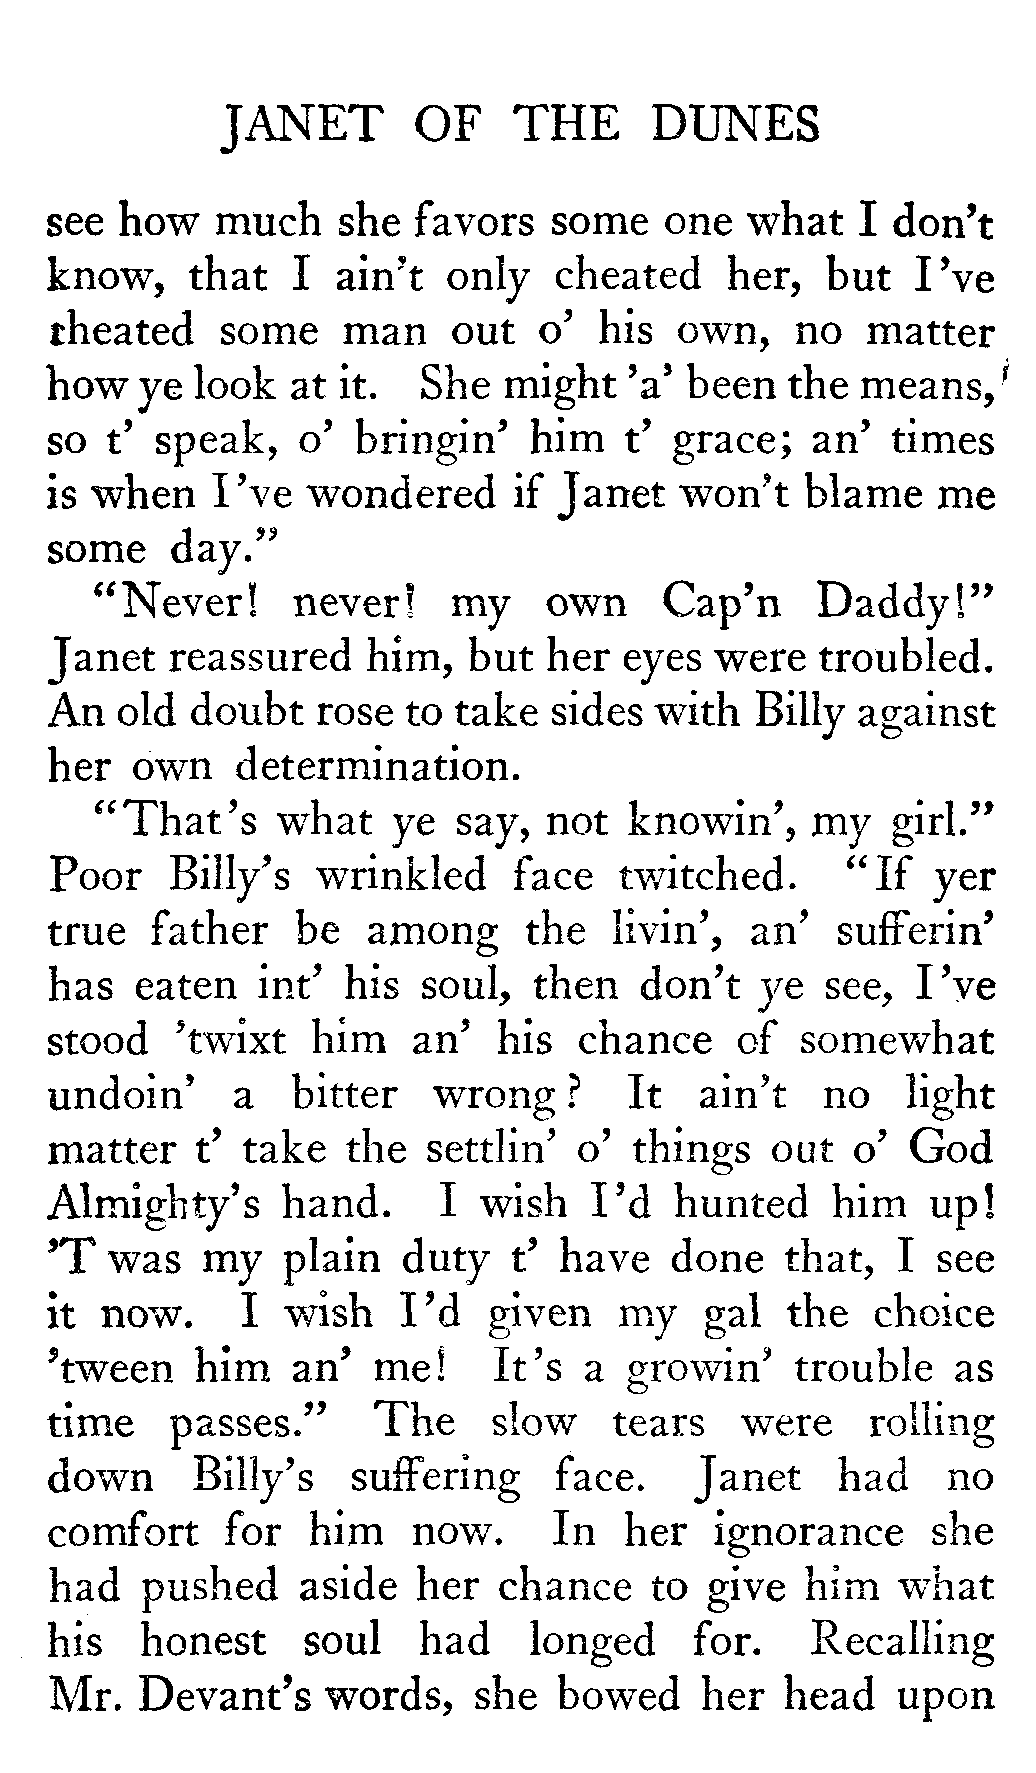 JANET OF THE DUNES
see how much she favors some one what I don't
know, that I ain't only cheated her, but I've
cheated some man out o' his own, no matter
how ye look at it. She might 'a' been the means,
so t' speak, o' bringin' him t' grace; an' times
is when I've wondered if Janet won't blame me
some day."
"Never! never! my own Cap'n Daddy!"
Janet reassured him, but her eyes were troubled.
An old doubt rose to take sides with Billy against
her own determination.
"That's what ye say, not knowin', my girl."
Poor Billy's wrinkled face twitched. "If yer
true father be among the livin', an' sufferin'
has eaten int' his soul, then don't ye see, I've
stood 'twixt him an' his chance of somewhat
undoin' a bitter wrong? It ain't no light
matter t' take the settlin' o' things out o' God
Almighty's hand. I wish I'd hunted him up!
'T was my plain duty t' have done that, I see
it now. I wish I'd given my gal the choice
'tween him an' me! It's a growin' trouble as
time passes." The slow tears were rolling
down Billy's suffering face. Janet had no
comfort for him now. In her ignorance she
had pushed aside her chance to give him what
his honest soul had longed for. Recalling
Mr. Devant's words, she bowed her head upon